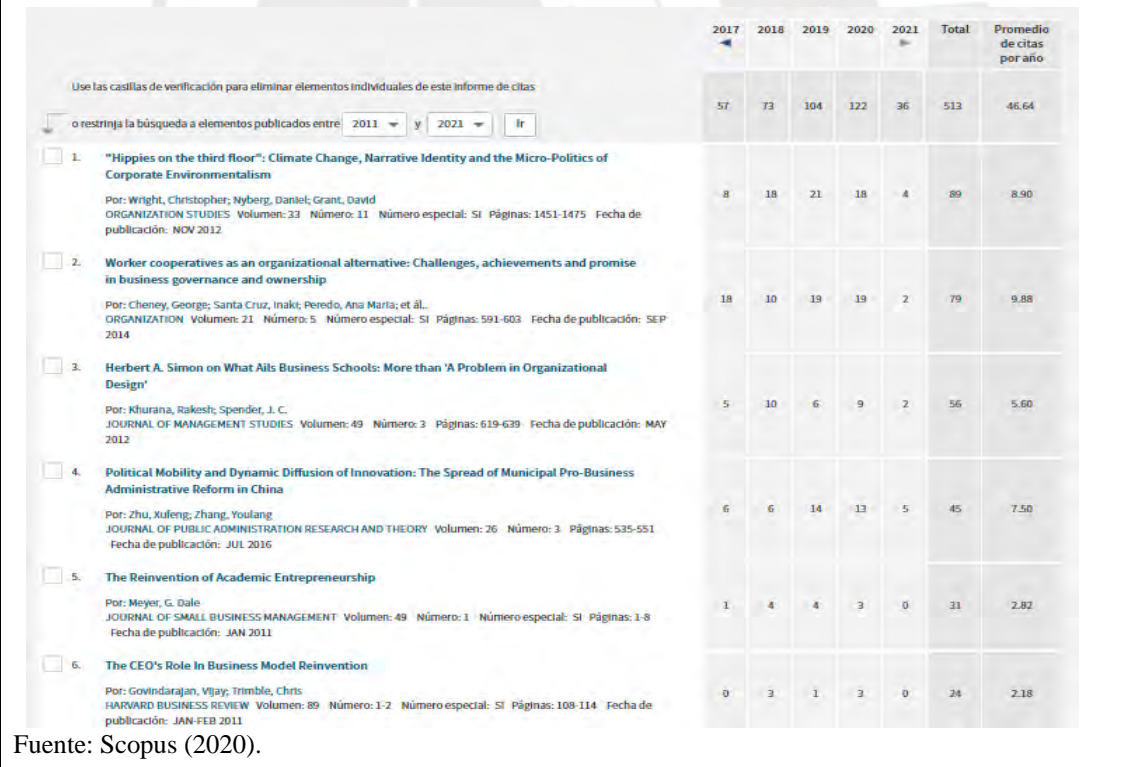 2017 2018 2019 2020 2021 Total Promedio
de citas
por año
Use las casillas de verificación para eliminar elementos individuales de este informe de citas
57 73 104 122 36 513 46.64
o restrinja la búsqueda a elementos publicados entre 2011 y 2021 Ir
1. "Hippies on the third floor": Climate Change, Narrative Identity and the Micro-Politics of
Corporate Environmentalism
Por: Wright, Christopher; Nyberg, Daniel; Grant, David
8 18 21 18 4 89 8.90
ORGANIZATION STUDIES Volumen: 33 Número: 11 Número especial: SI Páginas: 1451-1475 Fecha de
publicación: NOV 2012
2. Worker cooperatives as an organizational alternative: Challenges, achievements and promise
in business governance and ownership
Por: Cheney, George; Santa Cruz, Inaki; Peredo, Ana Maria; et ál..
18 10 19 19 2 79 9.88
ORGANIZATION Volumen: 21 Número: 5 Número especial: SI Páginas: 591-603 Fecha de publicación: SEP
2014
3. Herbert A. Simon on What Ails Business Schools: More than 'A Problem in Organizational
Design'
Por: Khurana, Rakesh; Spender, J. C.
5 10 6 9 2 56 5.60
JOURNAL OF MANAGEMENT STUDIES Volumen: 49 Número: 3 Páginas: 619-639 Fecha de publicación: MAY
2012
4. Political Mobility and Dynamic Diffusion of Innovation: The Spread of Municipal Pro-Business
Administrative Reform in China
Por: Zhu, Xufeng; Zhang, Youlang
6 6 14 13 5 45 7.50
JOURNAL OF PUBLIC ADMINISTRATION RESEARCH AND THEORY Volumen: 26 Número: 3 Páginas: 535-551
Fecha de publicación: JUL 2016
5. The Reinvention of Academic Entrepreneurship
Por: Meyer, G. Dale
1 4 4 3 0 31 2.82
JOURNAL OF SMALL BUSINESS MANAGEMENT Volumen: 49 Número: 1 Número especial: SI Páginas: 1-8
Fecha de publicación: JAN 2011
6. The CEO's Role In Business Model Reinvention
Por: Govindarajan, Vijay; Trimble, Chris
0 3 1 3 0 24 2.18
HARVARD BUSINESS REVIEW Volumen: 89 Número: 1-2 Número especial: SI Páginas: 108-114 Fecha de
publicación: JAN-FEB 2011
Fuente: Scopus (2020).